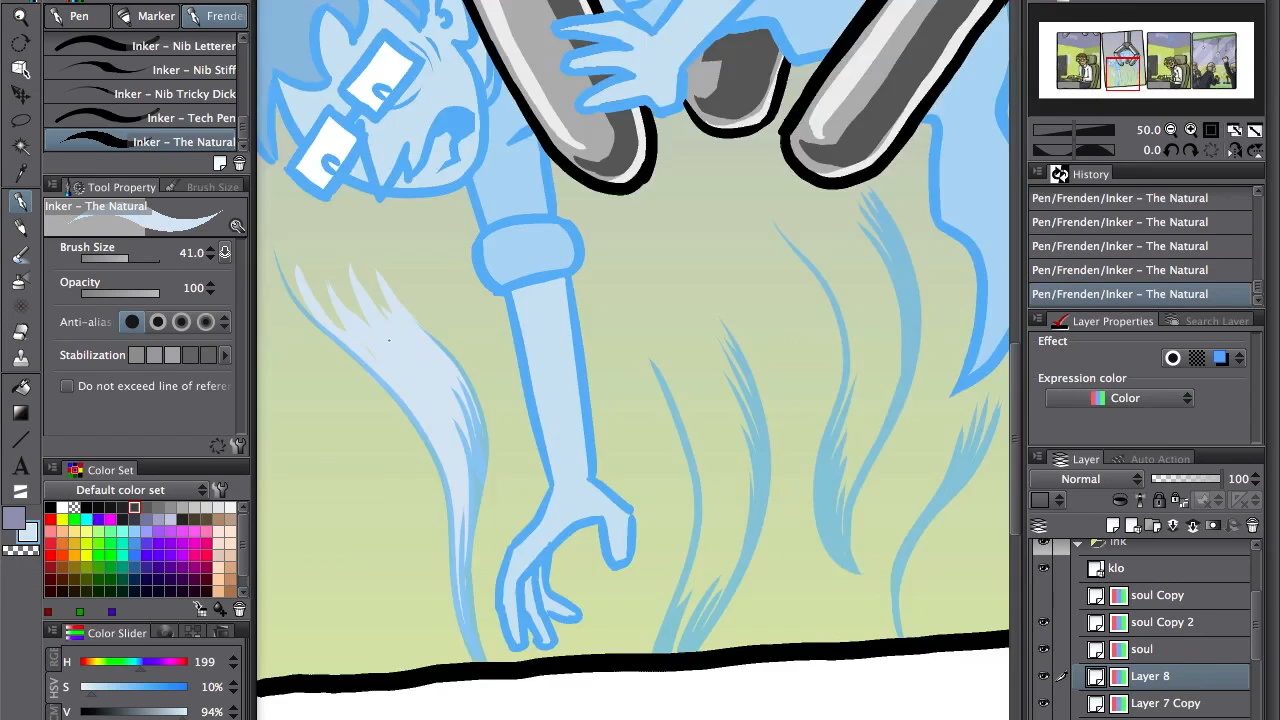 Pen
Marker
Frende
Inker - Nib Letterer
Inker - Nib Stiff
Inker - Nib Tricky Dick
Inker - Tech Pen
Inker - The Natural
Tool Property
Brush Size
Inker - The Natural
Brush Size
41.0
Opacity
100
Anti-alias
Stabilization
Do not exceed line of refere
Color Set
Default color set
Color Slider
RGB
HSV
H
199
S
10%
V
94%
50.0
0.0
History
Pen/Frenden/Inker - The Natural
Pen/Frenden/Inker - The Natural
Pen/Frenden/Inker - The Natural
Pen/Frenden/Inker - The Natural
Pen/Frenden/Inker - The Natural
Layer Properties
Search Layer
Effect
Expression color
Color
Layer
Auto Action
Normal
100
ink
klo
soul Copy
soul Copy 2
soul
Layer 8
Layer 7 Copy